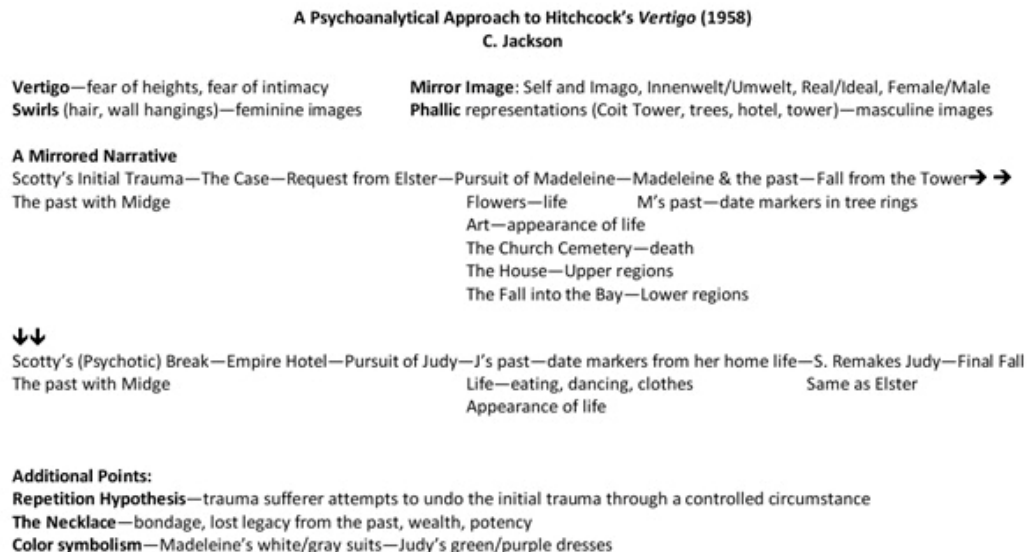 A Psychoanalytical Approach to Hitchcock's Vertigo (1958)
C. Jackson
Vertigo—fear of heights, fear of intimacy
Mirror Image: Self and Imago, Innenwelt/Umwelt, Real/Ideal, Female/Male
Swirls (hair, wall hangings)—feminine images
Phallic representations (Coit Tower, trees, hotel, tower)—masculine images
A Mirrored Narrative
Scotty's Initial Trauma—The Case—Request from Elster—Pursuit of Madeleine—Madeleine & the past—Fall from the Tower→ →
The past with Midge Flowers—life M's past—date markers in tree rings
Art—appearance of life
The Church Cemetery—death
The House—Upper regions
The Fall into the Bay—Lower regions
↓↓
Scotty's (Psychotic) Break—Empire Hotel—Pursuit of Judy—J's past—date markers from her home life—S. Remakes Judy—Final Fall
The past with Midge Life—eating, dancing, clothes Same as Elster
Appearance of life
Additional Points:
Repetition Hypothesis—trauma sufferer attempts to undo the initial trauma through a controlled circumstance
The Necklace—bondage, lost legacy from the past, wealth, potency
Color symbolism—Madeleine's white/gray suits—Judy's green/purple dresses